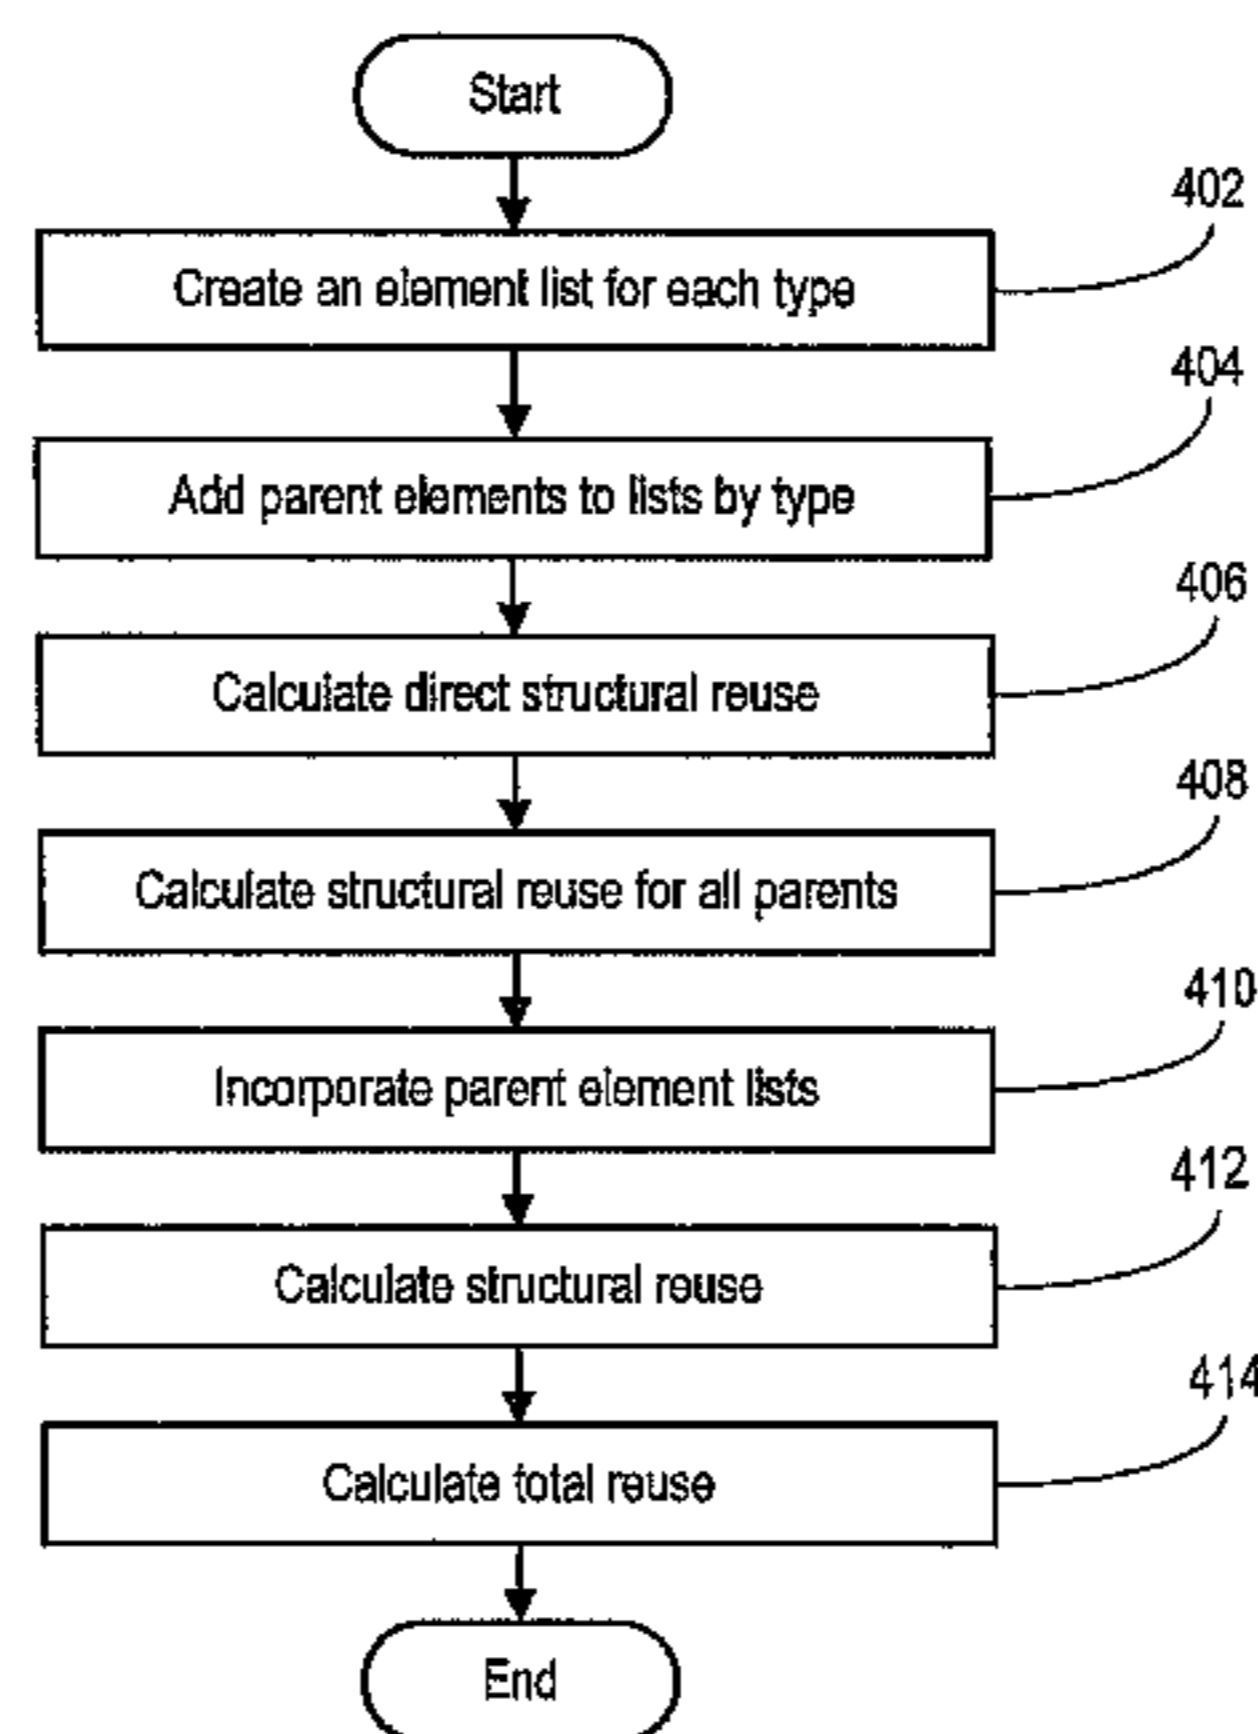 Start
402
Create an element list for each type
404
Add parent elements to lists by type
406
Calculate direct structural reuse
408
Calculate structural reuse for all parents
410
Incorporate parent element lists
412
Calculate structural reuse
414
Calculate total reuse
End